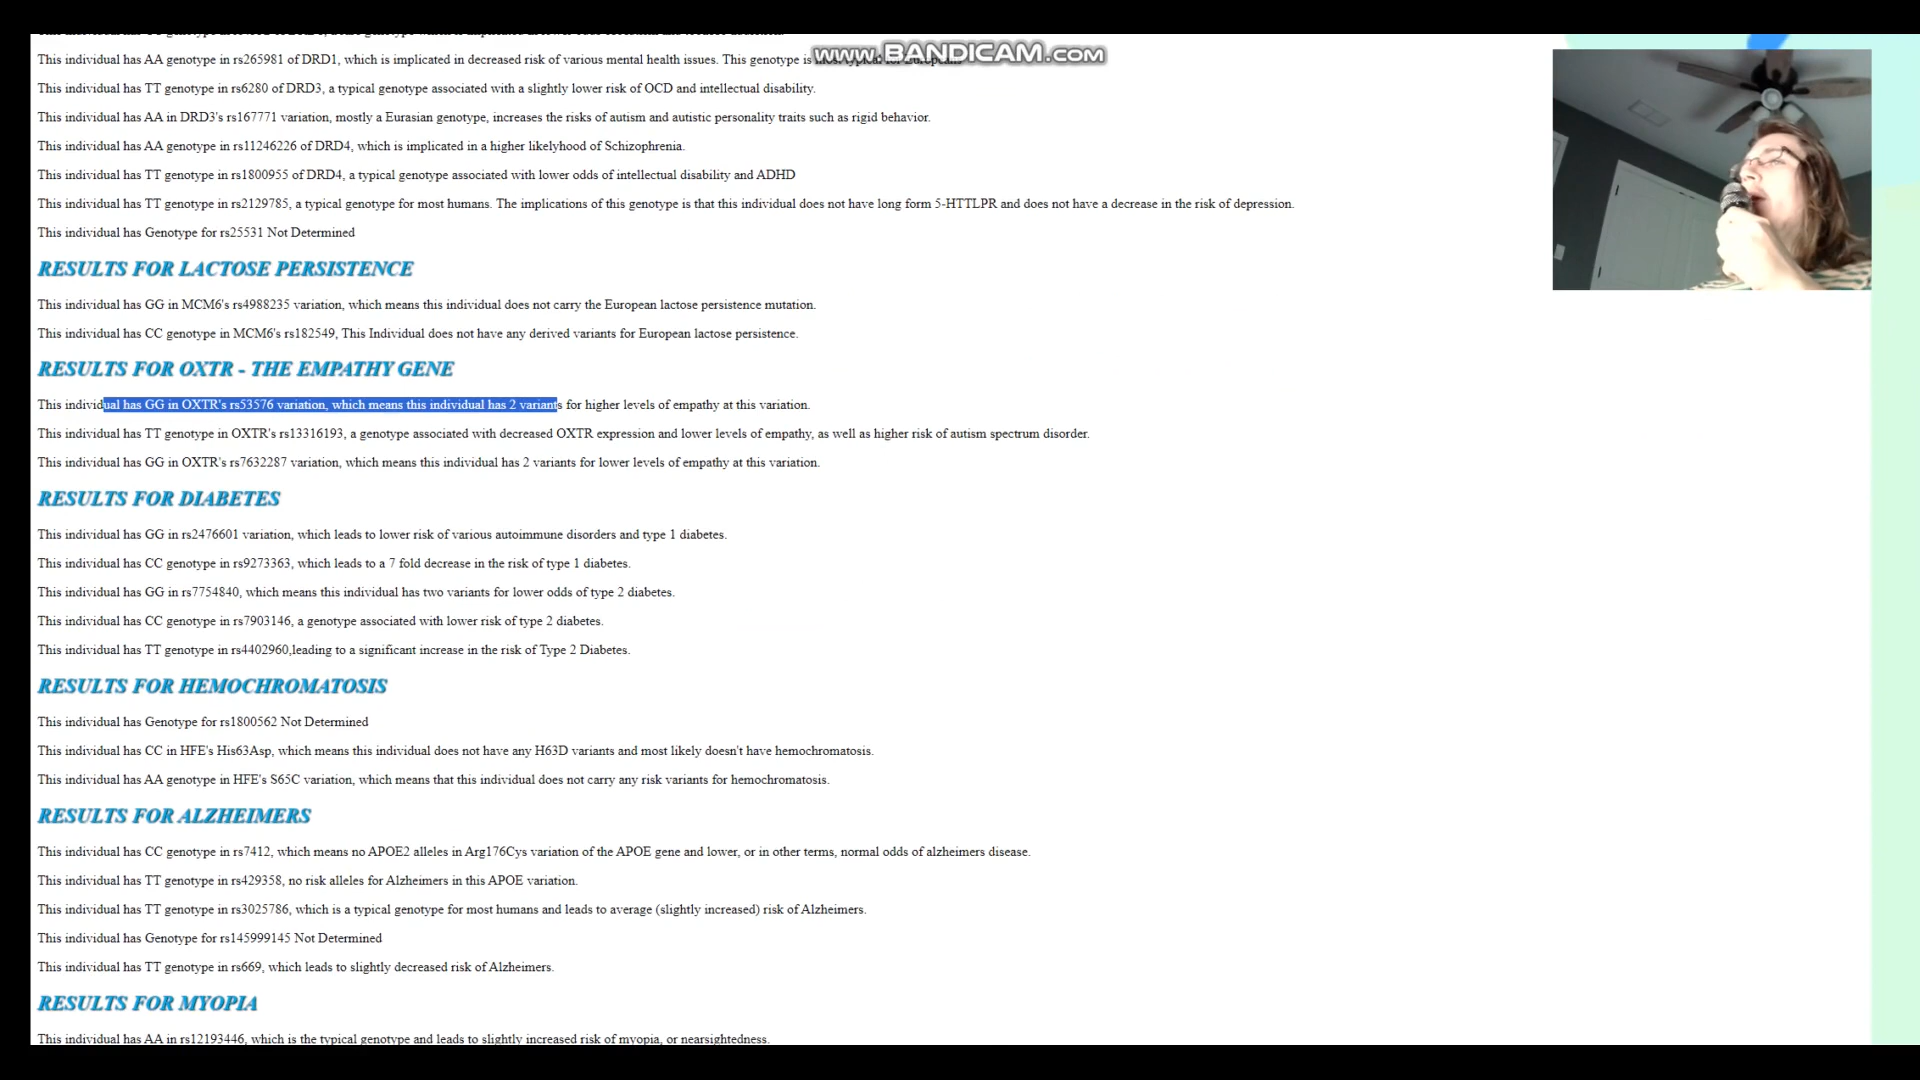 www.BANDICAM.com
This individual has AA genotype in rs265981 of DRD1, which is implicated in decreased risk of various mental health issues. This genotype is most typical for Europeans
This individual has TT genotype in rs6280 of DRD3, a typical genotype associated with a slightly lower risk of OCD and intellectual disability.
This individual has AA in DRD3's rs167771 variation, mostly a Eurasian genotype, increases the risks of autism and autistic personality traits such as rigid behavior.
This individual has AA genotype in rs11246226 of DRD4, which is implicated in a higher likelyhood of Schizophrenia.
This individual has TT genotype in rs1800955 of DRD4, a typical genotype associated with lower odds of intellectual disability and ADHD
This individual has TT genotype in rs2129785, a typical genotype for most humans. The implications of this genotype is that this individual does not have long form 5-HTTLPR and does not have a decrease in the risk of depression.
This individual has Genotype for rs25531 Not Determined
RESULTS FOR LACTOSE PERSISTENCE
This individual has GG in MCM6's rs4988235 variation, which means this individual does not carry the European lactose persistence mutation.
This individual has CC genotype in MCM6's rs182549, This Individual does not have any derived variants for European lactose persistence.
RESULTS FOR OXTR - THE EMPATHY GENE
This individual has GG in OXTR's rs53576 variation, which means this individual has 2 variants for higher levels of empathy at this variation.
This individual has TT genotype in OXTR's rs13316193, a genotype associated with decreased OXTR expression and lower levels of empathy, as well as higher risk of autism spectrum disorder.
This individual has GG in OXTR's rs7632287 variation, which means this individual has 2 variants for lower levels of empathy at this variation.
RESULTS FOR DIABETES
This individual has GG in rs2476601 variation, which leads to lower risk of various autoimmune disorders and type 1 diabetes.
This individual has CC genotype in rs9273363, which leads to a 7 fold decrease in the risk of type 1 diabetes.
This individual has GG in rs7754840, which means this individual has two variants for lower odds of type 2 diabetes.
This individual has CC genotype in rs7903146, a genotype associated with lower risk of type 2 diabetes.
This individual has TT genotype in rs4402960,leading to a significant increase in the risk of Type 2 Diabetes.
RESULTS FOR HEMOCHROMATOSIS
This individual has Genotype for rs1800562 Not Determined
This individual has CC in HFE's His63Asp, which means this individual does not have any H63D variants and most likely doesn't have hemochromatosis.
This individual has AA genotype in HFE's S65C variation, which means that this individual does not carry any risk variants for hemochromatosis.
RESULTS FOR ALZHEIMERS
This individual has CC genotype in rs7412, which means no APOE2 alleles in Arg176Cys variation of the APOE gene and lower, or in other terms, normal odds of alzheimers disease.
This individual has TT genotype in rs429358, no risk alleles for Alzheimers in this APOE variation.
This individual has TT genotype in rs3025786, which is a typical genotype for most humans and leads to average (slightly increased) risk of Alzheimers.
This individual has Genotype for rs145999145 Not Determined
This individual has TT genotype in rs669, which leads to slightly decreased risk of Alzheimers.
RESULTS FOR MYOPIA
This individual has AA in rs12193446, which is the typical genotype and leads to slightly increased risk of myopia, or nearsightedness.